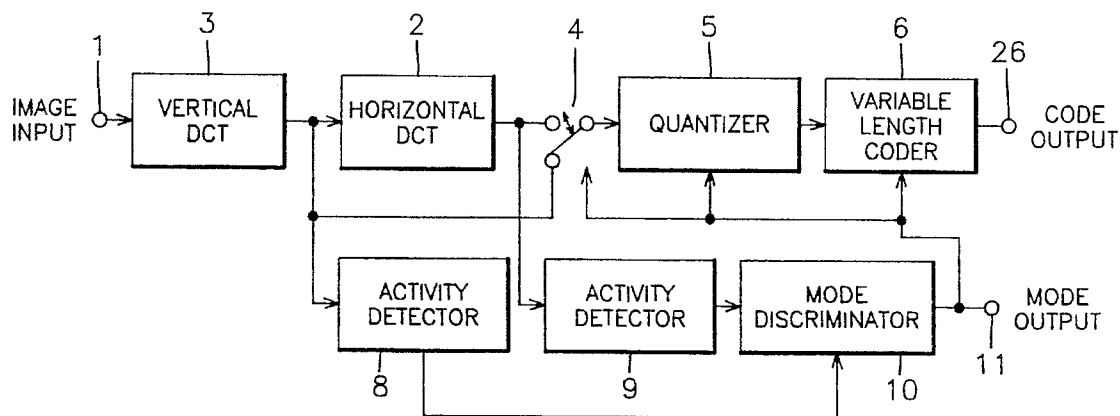 1
3
2
4
5
6
26
IMAGE
INPUT
VERTICAL
DCT
HORIZONTAL
DCT
QUANTIZER
VARIABLE
LENGTH
CODER
CODE
OUTPUT
ACTIVITY
DETECTOR
ACTIVITY
DETECTOR
MODE
DISCRIMINATOR
MODE
OUTPUT
8
9
10
11